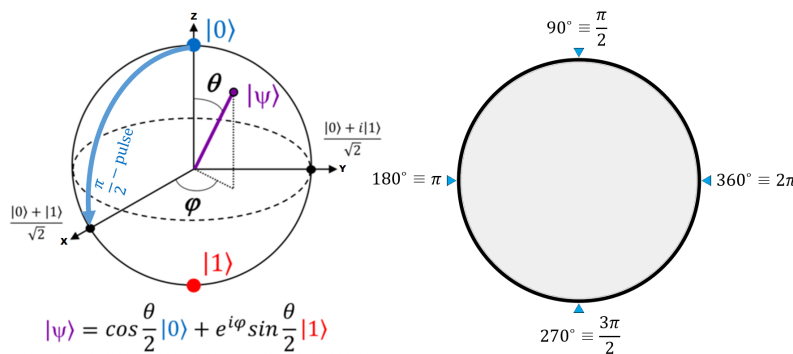 z
|0⟩
θ
|ψ⟩
π/2 – pulse
(|0⟩ + i|1⟩)/√2
Y
φ
(|0⟩ + |1⟩)/√2
X
|1⟩
|ψ⟩ = cos θ/2 |0⟩ + e^{iφ} sin θ/2 |1⟩
90° ≡ π/2
180° ≡ π
360° ≡ 2π
270° ≡ 3π/2